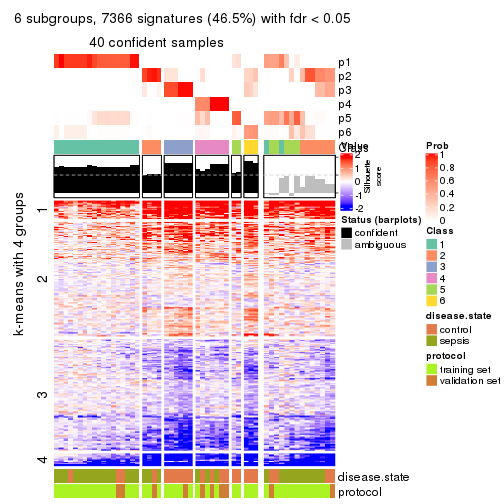 6 subgroups, 7366 signatures (46.5%) with fdr < 0.05
40 confident samples
p1
p2
p3
p4
p5
p6
Class
Value
2
1
0
-1
-2
Silhouette
score
Status (barplots)
confident
ambiguous
Prob
1
0.8
0.6
0.4
0.2
0
Class
1
2
3
4
5
6
disease.state
control
sepsis
protocol
training set
validation set
k-means with 4 groups
1
2
3
4
disease.state
protocol